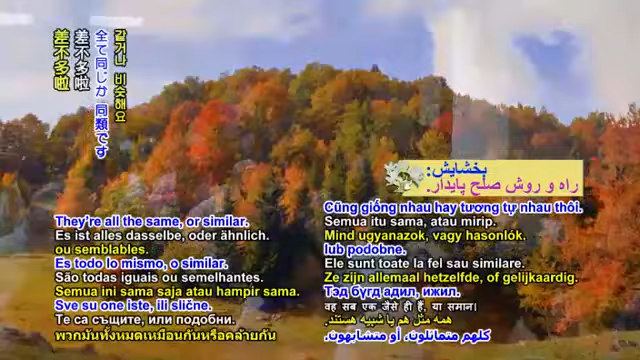 差不多啦
差不多啦
全て同じか 同類です
같거나 비슷해요
بخشایش:
راه و روش صلح پایدار.
They're all the same, or similar.
Es ist alles dasselbe, oder ähnlich.
ou semblables.
Es todo lo mismo, o similar.
São todas iguais ou semelhantes.
Semua ini sama saja atau hampir sama.
Sve su one iste, ili slične.
Те са същите, или подобни.
พวกมันทั้งหมดเหมือนกันหรือคล้ายกัน
Cũng giống nhau hay tương tự nhau thôi.
Semua itu sama, atau mirip.
Mind ugyanazok, vagy hasonlók.
lub podobne.
Ele sunt toate la fel sau similare.
Ze zijn allemaal hetzelfde, of gelijkaardig.
Тэд бүгд адил, ижил.
वह सब एक जैसे ही हैं, या समान।
همه مثل هم یا شبیه هستند.
كلهم متماثلون، أو متشابهون.